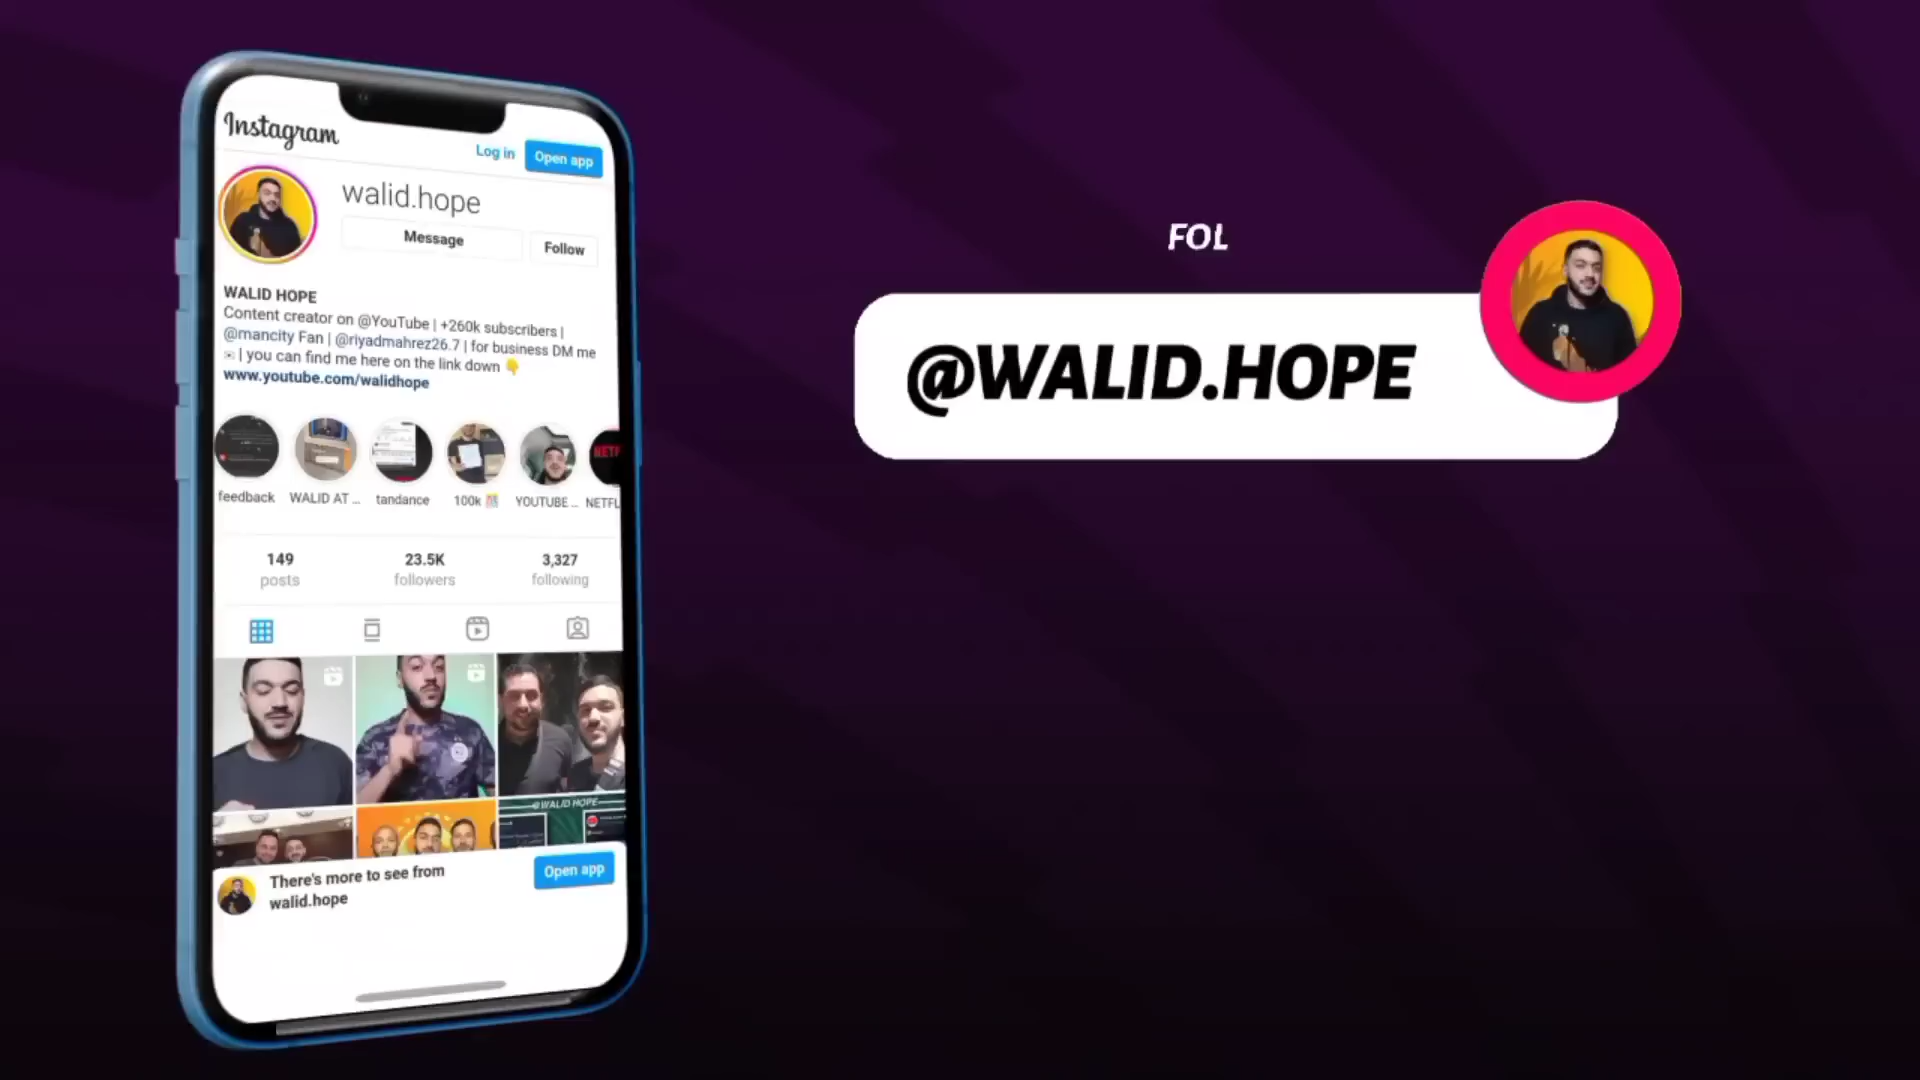 Instagram
Log in
Open app
walid.hope
Message
Follow
WALID HOPE
Content creator on @YouTube | +260k subscribers |
@mancity Fan | @riyadmahrez26.7 | for business DM me
✉️ | you can find me here on the link down 👇
www.youtube.com/walidhope
feedback
WALID AT ...
tandance
100k 🎊
YOUTUBE ...
NETFL
149
posts
23.5K
followers
3,327
following
@WALID HOPE
There's more to see from
walid.hope
Open app
FOL
@WALID.HOPE